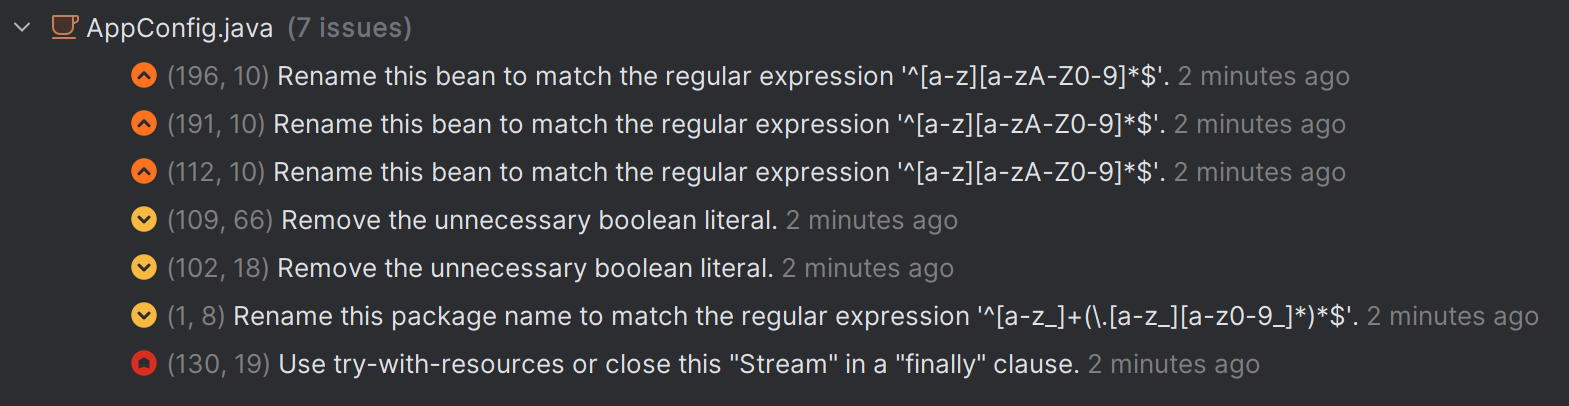 AppConfig.java (7 issues)
(196, 10) Rename this bean to match the regular expression '^[a-z][a-zA-Z0-9]*$'. 2 minutes ago
(191, 10) Rename this bean to match the regular expression '^[a-z][a-zA-Z0-9]*$'. 2 minutes ago
(112, 10) Rename this bean to match the regular expression '^[a-z][a-zA-Z0-9]*$'. 2 minutes ago
(109, 66) Remove the unnecessary boolean literal. 2 minutes ago
(102, 18) Remove the unnecessary boolean literal. 2 minutes ago
(1, 8) Rename this package name to match the regular expression '^[a-z_]+(\.[a-z_][a-z0-9_]*)*$'. 2 minutes ago
(130, 19) Use try-with-resources or close this "Stream" in a "finally" clause. 2 minutes ago